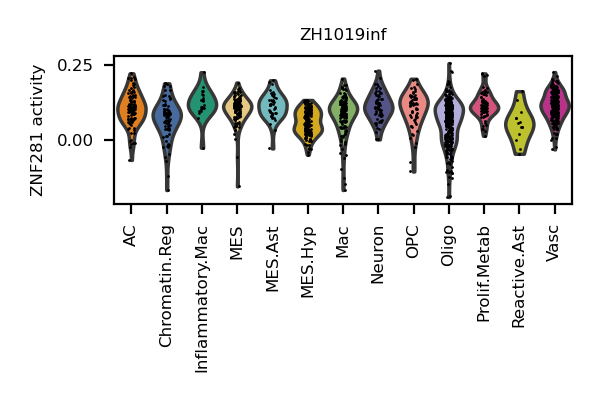 ZH1019inf
ZNF281 activity
0.25
0.00
AC
Chromatin.Reg
Inflammatory.Mac
MES
MES.Ast
MES.Hyp
Mac
Neuron
OPC
Oligo
Prolif.Metab
Reactive.Ast
Vasc